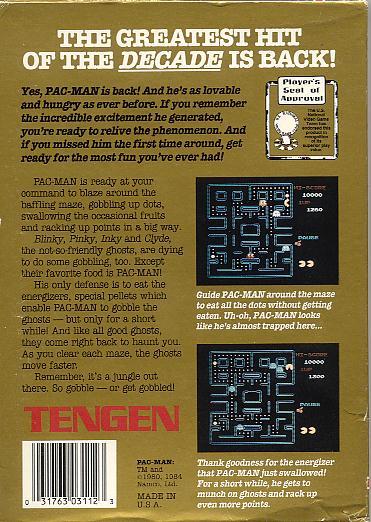 THE GREATEST HIT
OF THE DECADE IS BACK!
Yes, PAC-MAN is back! And he's as lovable
and hungry as ever before. If you remember
the incredible excitement he generated,
you're ready to relive the phenomenon. And
if you missed him the first time around, get
ready for the most fun you've ever had!
Player's
Seal of
Approval
The U.S.
National
Video Game
Team has
endorsed this
product in
recognition
of its
superior play
value.
PAC-MAN is ready at your
command to blaze around the
baffling maze, gobbling up dots,
swallowing the occasional fruits
and racking up points in a big way.
Blinky, Pinky, Inky and Clyde,
the not-so-friendly ghosts, are dying
to do some gobbling, too. Except
their favorite food is PAC-MAN!
His only defense is to eat the
energizers, special pellets which
enable PAC-MAN to gobble the
ghosts — but only for a short
while! And like all good ghosts,
they come right back to haunt you.
As you clear each maze, the ghosts
move faster.
Remember, it's a jungle out
there. So gobble — or get gobbled!
HI-SCORE
10000
1UP
1260
PAUSE
Guide PAC-MAN around the maze
to eat all the dots without getting
eaten. Uh-oh, PAC-MAN looks
like he's almost trapped here...
HI-SCORE
10000
1UP
1300
PAUSE
Thank goodness for the energizer
that PAC-MAN just swallowed!
For a short while, he gets to
munch on ghosts and rack up
even more points.
TENGEN
0 31763 03112 3
PAC-MAN:
TM and
©1980, 1984
Namco, Ltd.
MADE IN
U.S.A.